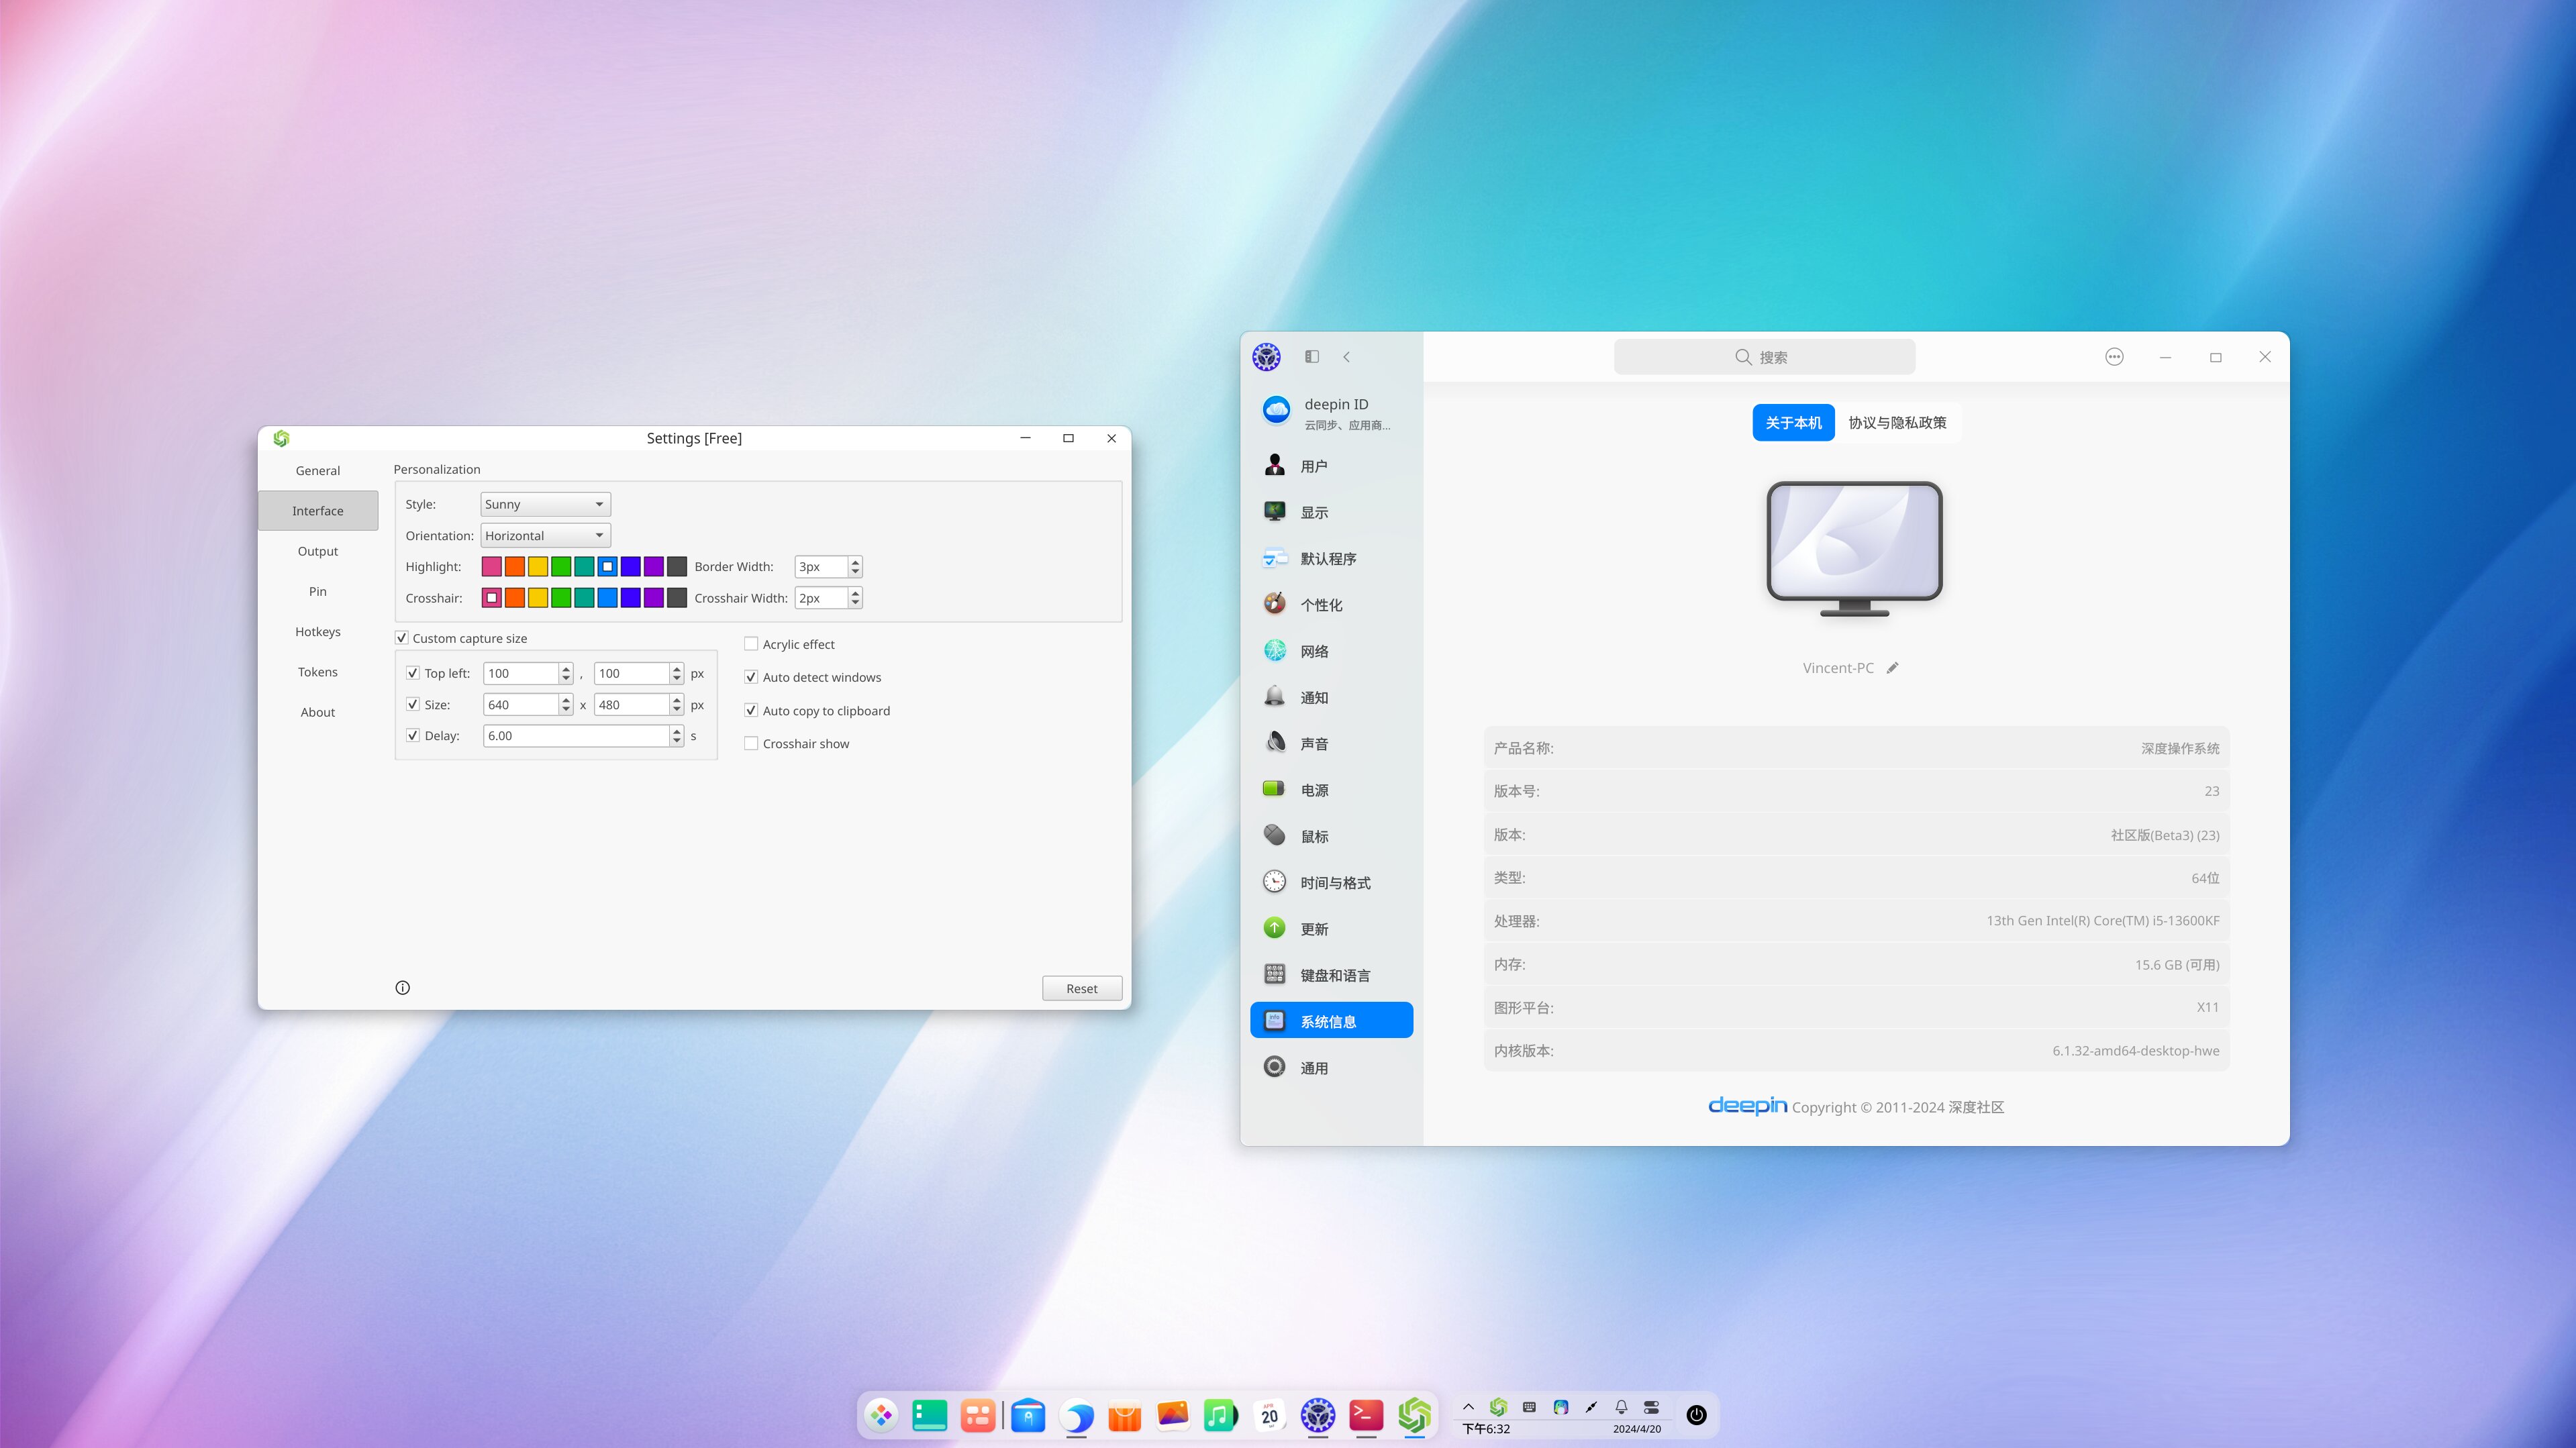 Settings [Free]
General
Interface
Output
Pin
Hotkeys
Tokens
About
Personalization
Style: Sunny
Orientation: Horizontal
Highlight: Border Width: 3px
Crosshair: Crosshair Width: 2px
Custom capture size
Top left: 100 , 100 px
Size: 640 x 480 px
Delay: 6.00 s
Acrylic effect
Auto detect windows
Auto copy to clipboard
Crosshair show
Reset
搜索
deepin ID
云同步、应用商...
用户
显示
默认程序
个性化
网络
通知
声音
电源
鼠标
时间与格式
更新
键盘和语言
系统信息
通用
关于本机 协议与隐私政策
Vincent-PC
产品名称: 深度操作系统
版本号: 23
版本: 社区版(Beta3) (23)
类型: 64位
处理器: 13th Gen Intel(R) Core(TM) i5-13600KF
内存: 15.6 GB (可用)
图形平台: X11
内核版本: 6.1.32-amd64-desktop-hwe
deepin Copyright © 2011-2024 深度社区
APR
20
下午6:32 2024/4/20